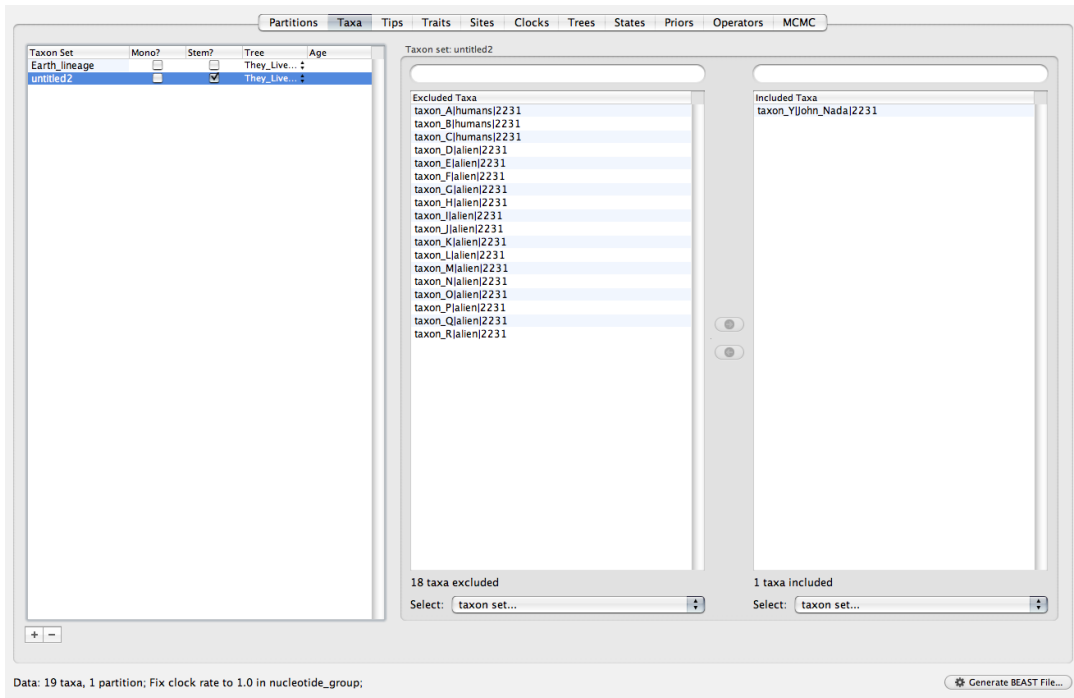 Partitions Taxa Tips Traits Sites Clocks Trees States Priors Operators MCMC
Taxon Set Mono? Stem? Tree Age
Earth_lineage They_Live...
untitled2 They_Live...
Taxon set: untitled2
Excluded Taxa
taxon_A|humans|2231
taxon_B|humans|2231
taxon_C|humans|2231
taxon_D|alien|2231
taxon_E|alien|2231
taxon_F|alien|2231
taxon_G|alien|2231
taxon_H|alien|2231
taxon_I|alien|2231
taxon_J|alien|2231
taxon_K|alien|2231
taxon_L|alien|2231
taxon_M|alien|2231
taxon_N|alien|2231
taxon_O|alien|2231
taxon_P|alien|2231
taxon_Q|alien|2231
taxon_R|alien|2231
18 taxa excluded
Select: taxon set...
Included Taxa
taxon_Y|John_Nada|2231
1 taxa included
Select: taxon set...
+ −
Data: 19 taxa, 1 partition; Fix clock rate to 1.0 in nucleotide_group;
Generate BEAST File...